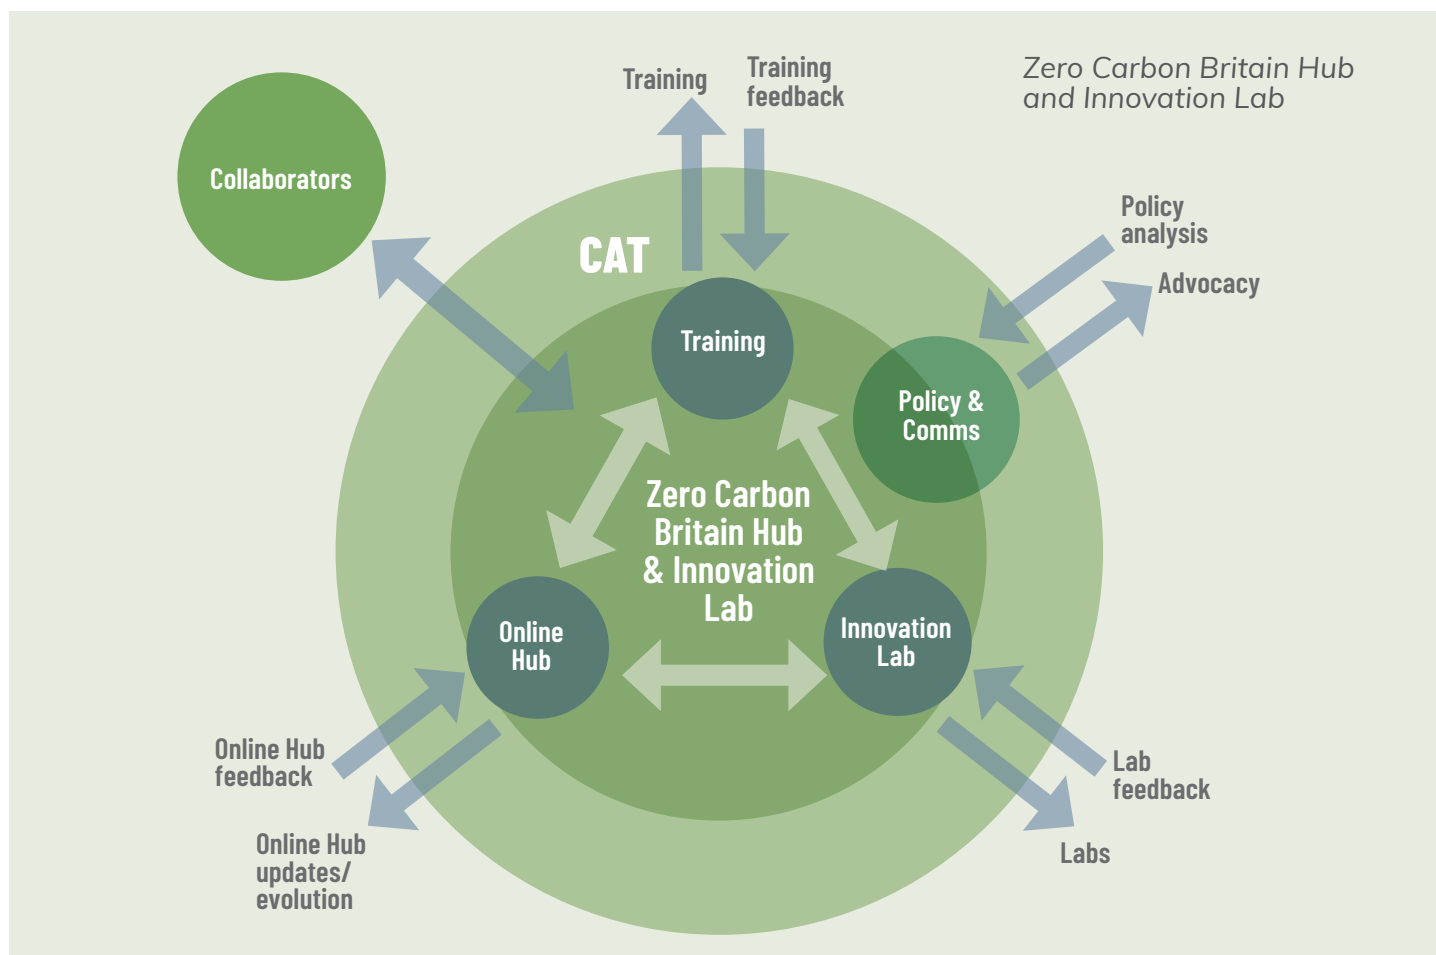 Zero Carbon Britain Hub
and Innovation Lab
Training
Training
feedback
Collaborators
Policy
analysis
Advocacy
CAT
Training
Policy &
Comms
Zero Carbon
Britain Hub
& Innovation
Lab
Online
Hub
Innovation
Lab
Online Hub
feedback
Online Hub
updates/
evolution
Lab
feedback
Labs